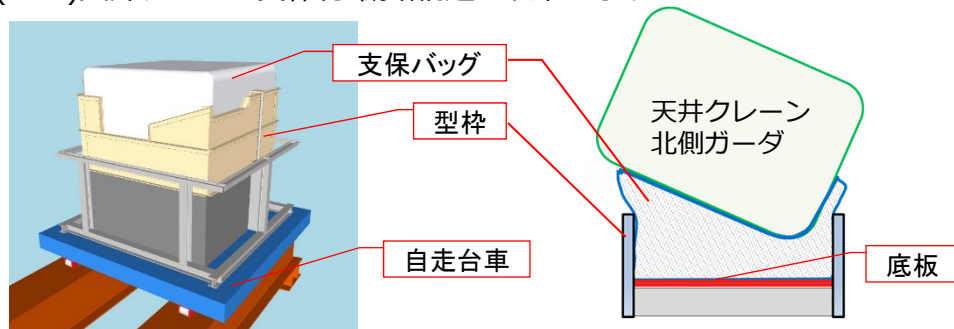 支保バッグ
天井クレーン
北側ガーダ
型枠
自走台車
底板